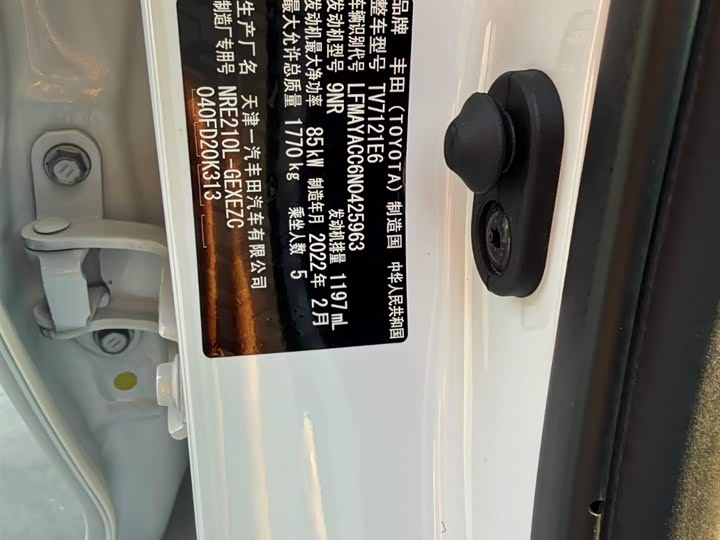 品牌 丰田 (TOYOTA) 制造国 中华人民共和国
整车型号 TV7121E6
车辆识别代号 LFMAYACC6N0425963
发动机型号 9NR 发动机排量 1197 mL
发动机最大净功率 85 kW 制造年月 2022年 2月
最大允许总质量 1770 kg 乘坐人数 5
生产厂名 天津一汽丰田汽车有限公司
制造厂专用号 NRE210L-GEXEZC
040FD20K313